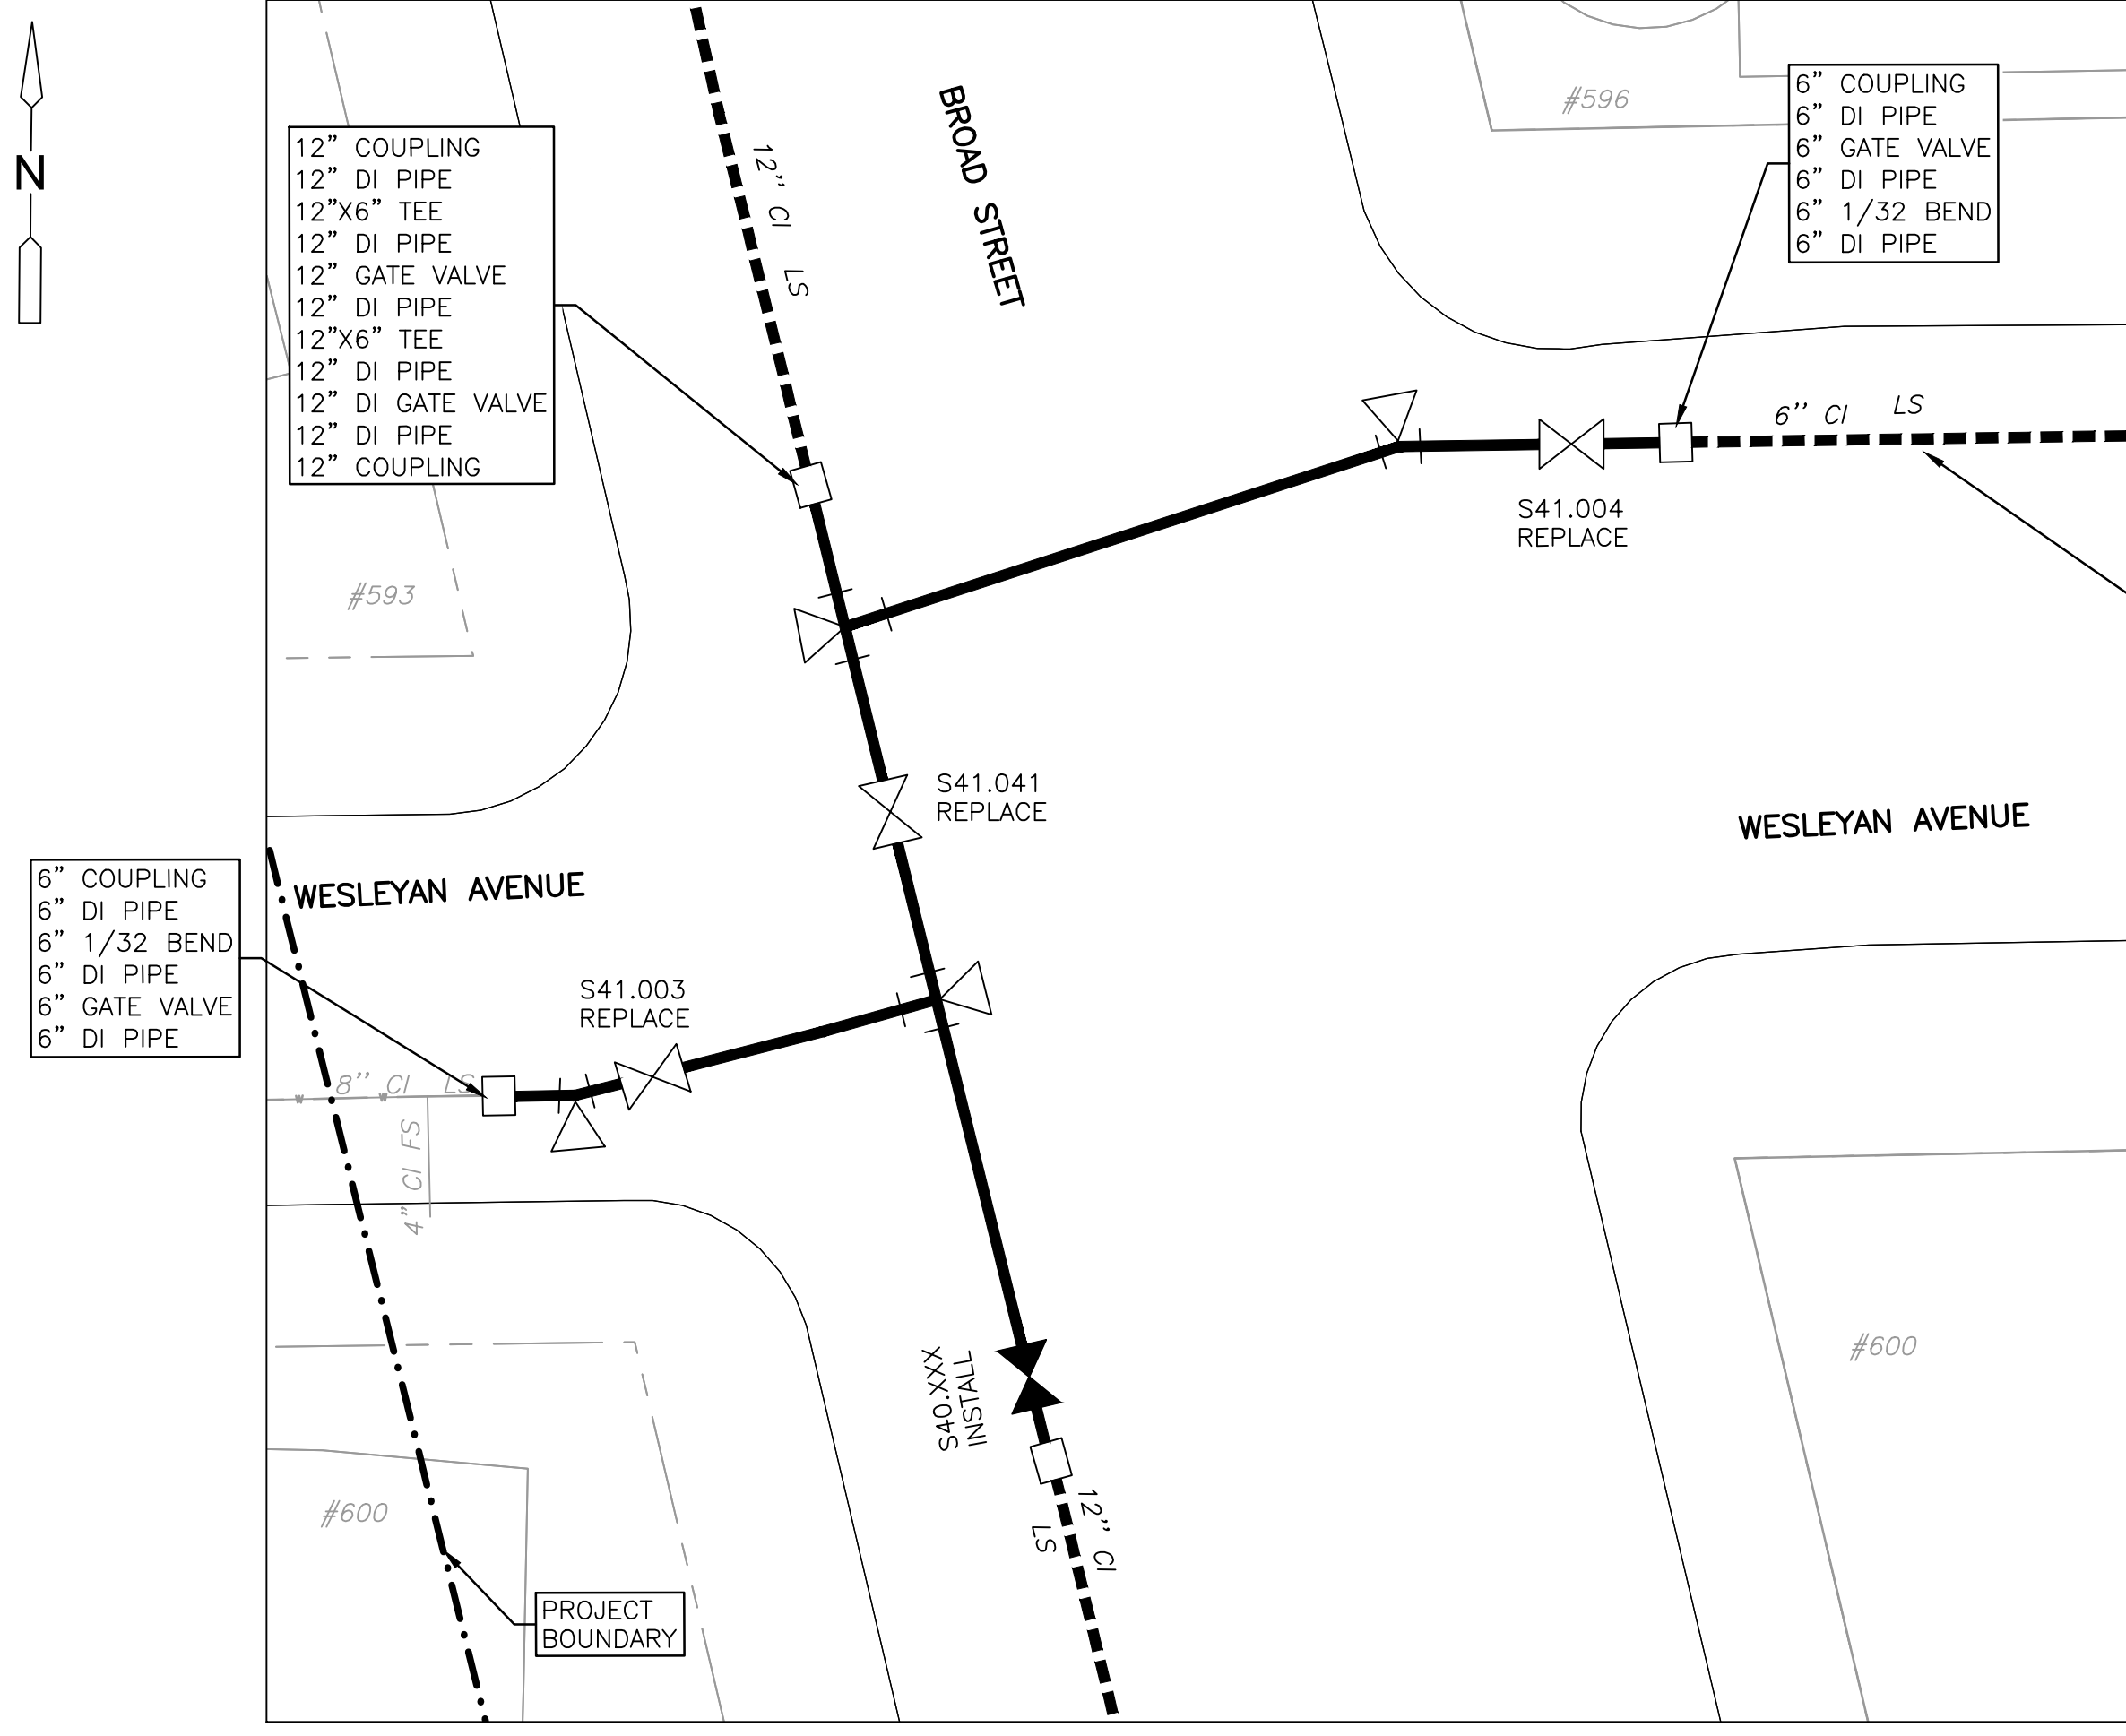 N
12" COUPLING
12" DI PIPE
12"X6" TEE
12" DI PIPE
12" GATE VALVE
12" DI PIPE
12"X6" TEE
12" DI PIPE
12" DI GATE VALVE
12" DI PIPE
12" COUPLING
12'' CI LS
BROAD STREET
#596
6" COUPLING
6" DI PIPE
6" GATE VALVE
6" DI PIPE
6" 1/32 BEND
6" DI PIPE
6'' CI LS
S41.004
REPLACE
#593
S41.041
REPLACE
WESLEYAN AVENUE
WESLEYAN AVENUE
6" COUPLING
6" DI PIPE
6" 1/32 BEND
6" DI PIPE
6" GATE VALVE
6" DI PIPE
S41.003
REPLACE
8'' CI LS
W W
4" CI FS
S40.XXX
INSTALL
#600
#600
12'' CI
LS
PROJECT
BOUNDARY